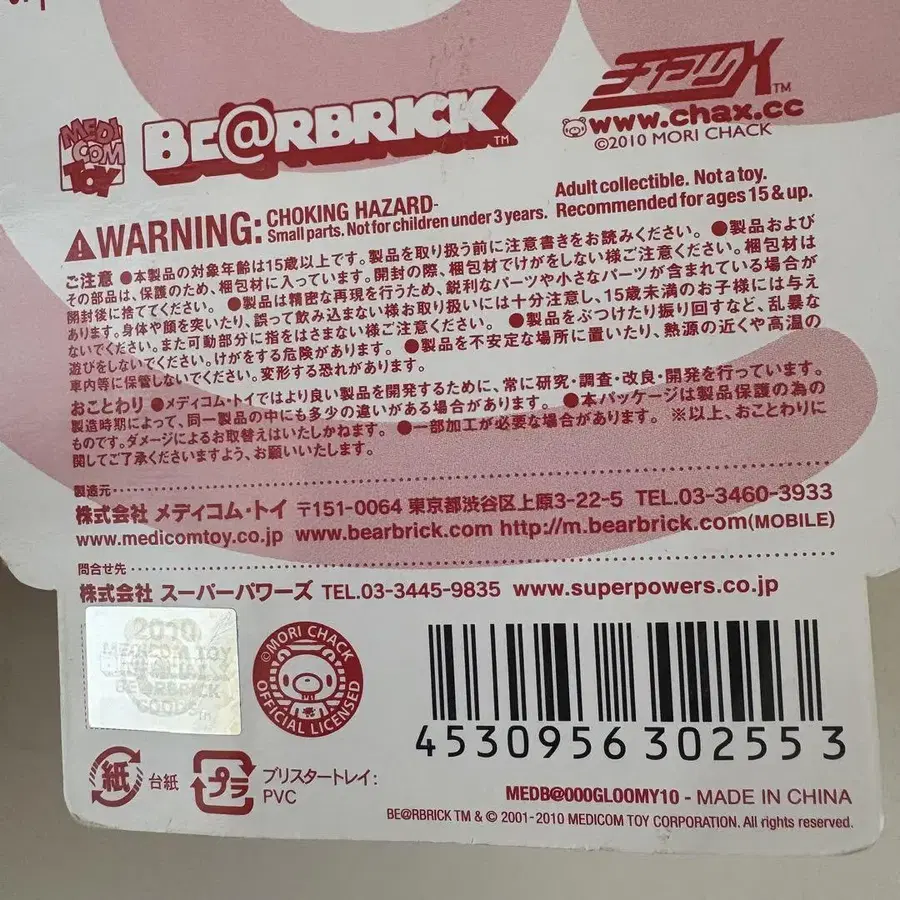 MEDI
COM
TOY
BE@RBRICK™
チャックス™
www.chax.cc
©2010 MORI CHACK
WARNING: CHOKING HAZARD-
Small parts. Not for children under 3 years.
Adult collectible. Not a toy.
Recommended for ages 15 & up.
ご注意 ●本製品の対象年齢は15歳以上です。製品を取り扱う前に注意書きをお読みください。 ●製品および
その部品は、保護のため、梱包材に入っています。開封の際、梱包材でけがをしない様ご注意ください。梱包材は
開封後に捨ててください。 ●製品は精密な再現を行うため、鋭利なパーツや小さなパーツが含まれている場合が
あります。身体や顔を突いたり、誤って飲み込まない様お取り扱いには十分注意し、15歳未満のお子様には与え
ないでください。また可動部分に指をはさまない様ご注意ください。 ●製品をぶつけたり振り回すなど、乱暴な
遊びをしないでください。けがをする危険があります。 ●製品を不安定な場所に置いたり、熱源の近くや高温の
車内等に保管しないでください。変形する恐れがあります。
おことわり ●メディコム・トイではより良い製品を開発するために、常に研究・調査・改良・開発を行っています。
製造時期によって、同一製品の中にも多少の違いがある場合があります。 ●本パッケージは製品保護の為の
ものです。ダメージによるお取替えはいたしかねます。 ●一部加工が必要な場合があります。 ※以上、おことわりに
関してご了承くださいますよう、お願いいたします。
製造元
株式会社 メディコム・トイ 〒151-0064 東京都渋谷区上原3-22-5 TEL.03-3460-3933
www.medicomtoy.co.jp www.bearbrick.com http://m.bearbrick.com(MOBILE)
問合せ先
株式会社 スーパーパワーズ TEL.03-3445-9835 www.superpowers.co.jp
2010
MEDICOM TOY
BE@RBRICK
GOODS
©MORI CHACK
OFFICIAL LICENSED
4530956302553
紙 台紙
プラ ブリスタートレイ:
PVC
MEDB@000GLOOMY10 - MADE IN CHINA
BE@RBRICK TM & © 2001-2010 MEDICOM TOY CORPORATION. All rights reserved.